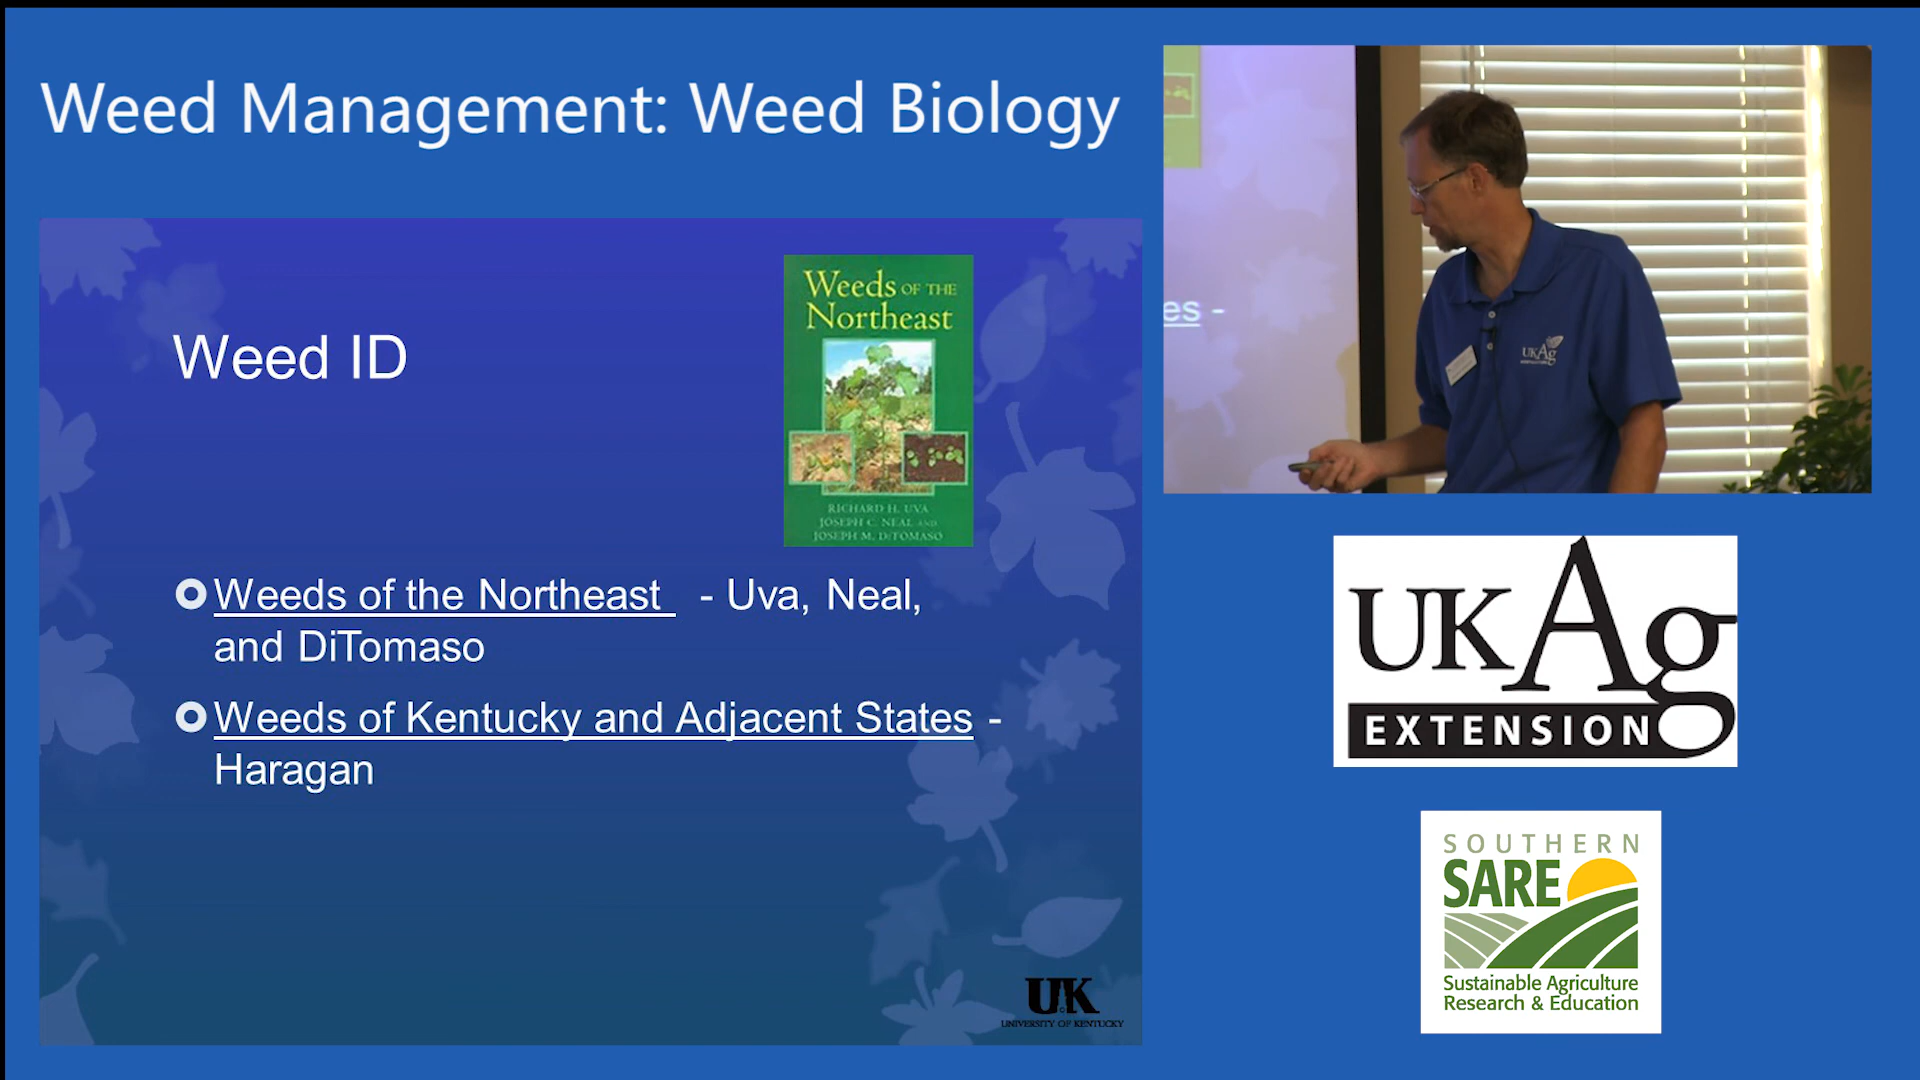 Weed Management: Weed Biology
Weed ID
Weeds OF THE
Northeast
RICHARD H. UVA
JOSEPH C. NEAL AND
JOSEPH M. DITOMASO
Weeds of the Northeast - Uva, Neal,
and DiTomaso
Weeds of Kentucky and Adjacent States -
Haragan
UK
UNIVERSITY OF KENTUCKY
es -
UKAg
UKAg
EXTENSION
SOUTHERN
SARE
Sustainable Agriculture
Research & Education